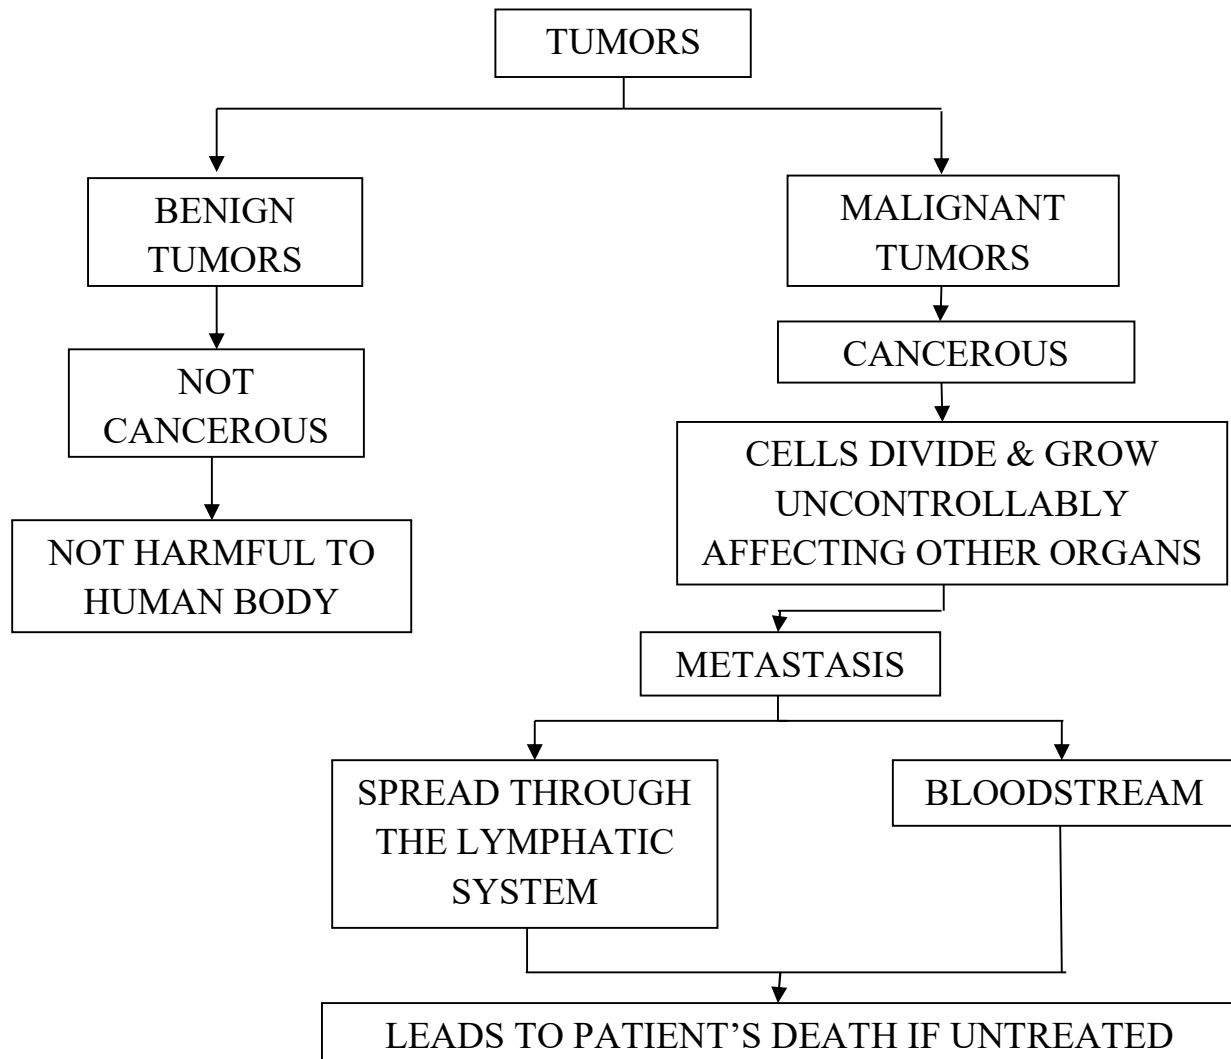 TUMORS
BENIGN
TUMORS
NOT
CANCEROUS
NOT HARMFUL TO
HUMAN BODY
MALIGNANT
TUMORS
CANCEROUS
CELLS DIVIDE & GROW
UNCONTROLLABLY
AFFECTING OTHER ORGANS
METASTASIS
SPREAD THROUGH
THE LYMPHATIC
SYSTEM
BLOODSTREAM
LEADS TO PATIENT’S DEATH IF UNTREATED